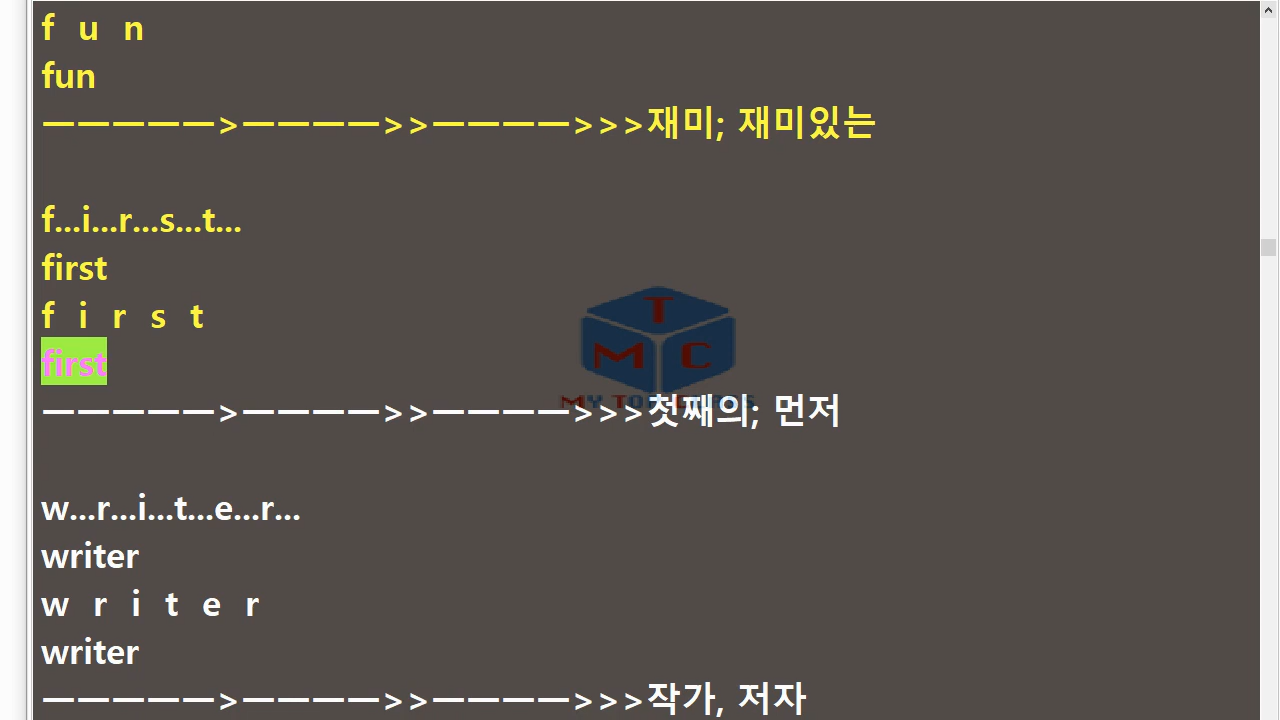 f u n
fun
—————>————>>————>>>재미; 재미있는
f...i...r...s...t...
first
f i r s t
first
—————>————>>————>>>첫째의; 먼저
T
M C
w...r...i...t...e...r...
writer
w r i t e r
writer
—————>————>>————>>>작가, 저자